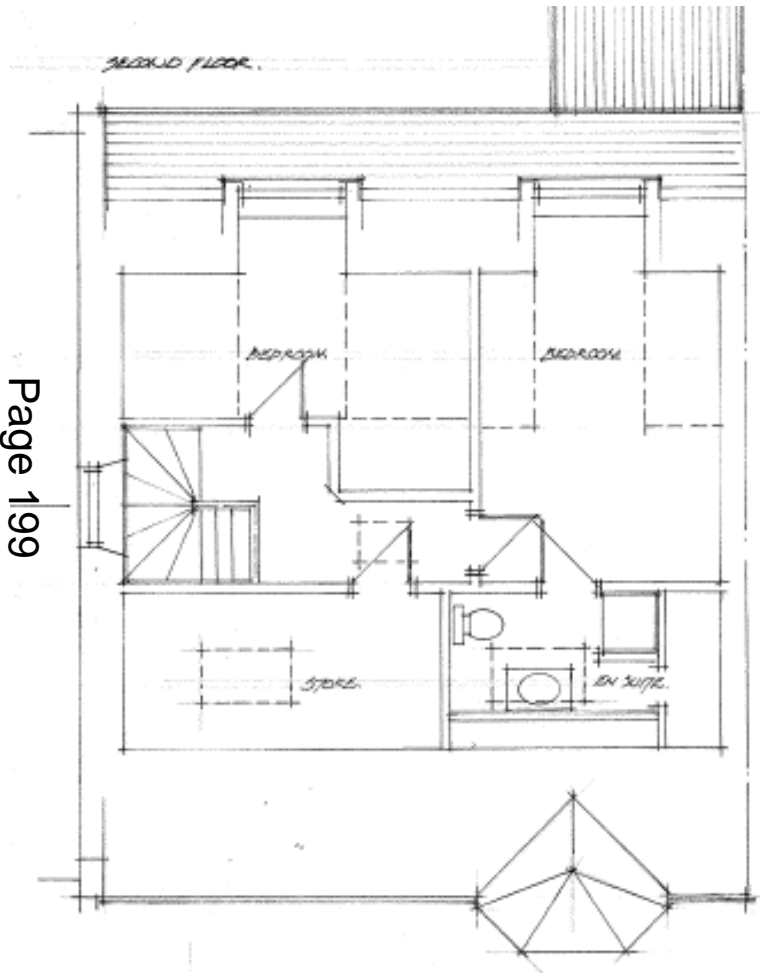 SECOND FLOOR.
BEDROOM
BEDROOM
STORE.
EN SUITE.
Page 199